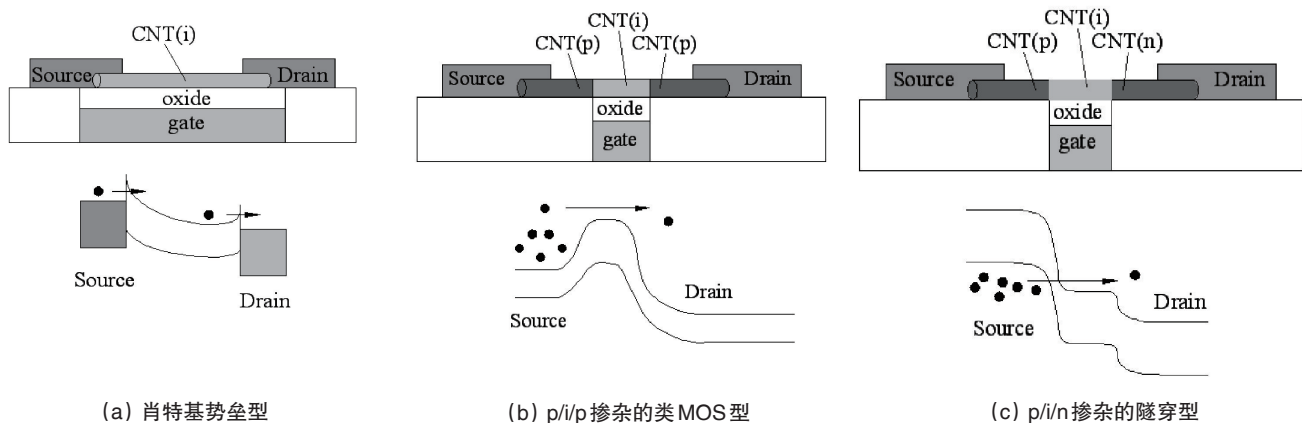 CNT(i)
Source
Drain
oxide
gate
Source
Drain
(a) 肖特基势垒型
CNT(i)
CNT(p)
CNT(p)
Source
Drain
oxide
gate
Drain
Source
(b) p/i/p掺杂的类MOS型
CNT(i)
CNT(p)
CNT(n)
Source
Drain
oxide
gate
Drain
Source
(c) p/i/n掺杂的隧穿型